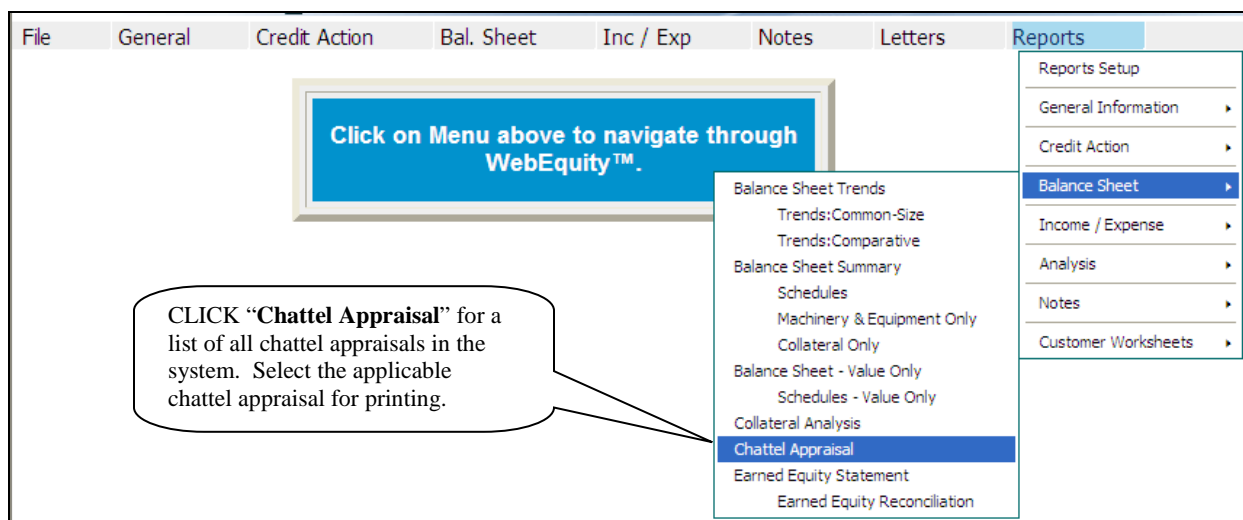 File General Credit Action Bal. Sheet Inc / Exp Notes Letters Reports
Click on Menu above to navigate through
WebEquity™.
Reports Setup
General Information
Credit Action
Balance Sheet
Income / Expense
Analysis
Notes
Customer Worksheets
Balance Sheet Trends
Trends:Common-Size
Trends:Comparative
Balance Sheet Summary
Schedules
Machinery & Equipment Only
Collateral Only
Balance Sheet - Value Only
Schedules - Value Only
Collateral Analysis
Chattel Appraisal
Earned Equity Statement
Earned Equity Reconciliation
CLICK “Chattel Appraisal” for a
list of all chattel appraisals in the
system. Select the applicable
chattel appraisal for printing.